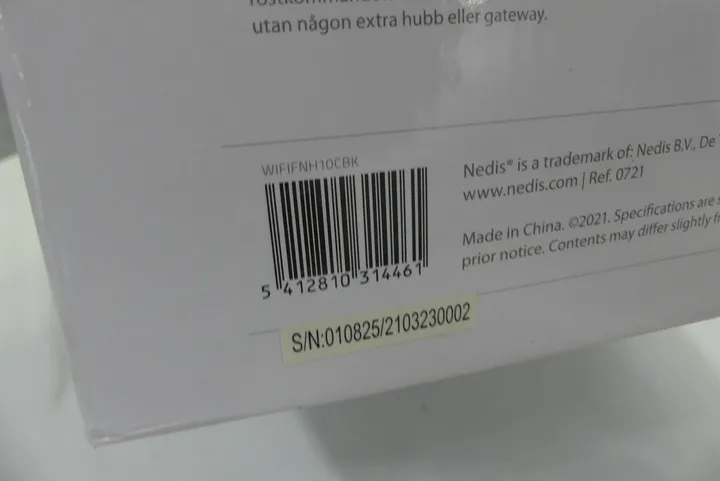 utan någon extra hubb eller gateway.
WIFIFNH10CBK
5 412810 314461
S/N:010825/2103230002
Nedis® is a trademark of: Nedis B.V., De
www.nedis.com | Ref. 0721
Made in China. ©2021. Specifications are
prior notice. Contents may differ slightly